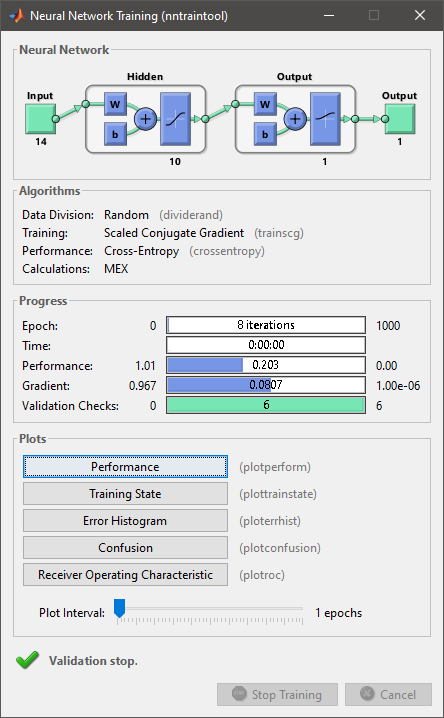 Neural Network Training (nntraintool)
Neural Network
Hidden
Output
Input
W
b
+
W
b
+
Output
14
10
1
1
Algorithms
Data Division: Random (dividerand)
Training: Scaled Conjugate Gradient (trainscg)
Performance: Cross-Entropy (crossentropy)
Calculations: MEX
Progress
Epoch: 0 8 iterations 1000
Time: 0:00:00
Performance: 1.01 0.203 0.00
Gradient: 0.967 0.0807 1.00e-06
Validation Checks: 0 6 6
Plots
Performance (plotperform)
Training State (plottrainstate)
Error Histogram (ploterrhist)
Confusion (plotconfusion)
Receiver Operating Characteristic (plotroc)
Plot Interval: 1 epochs
Validation stop.
Stop Training Cancel